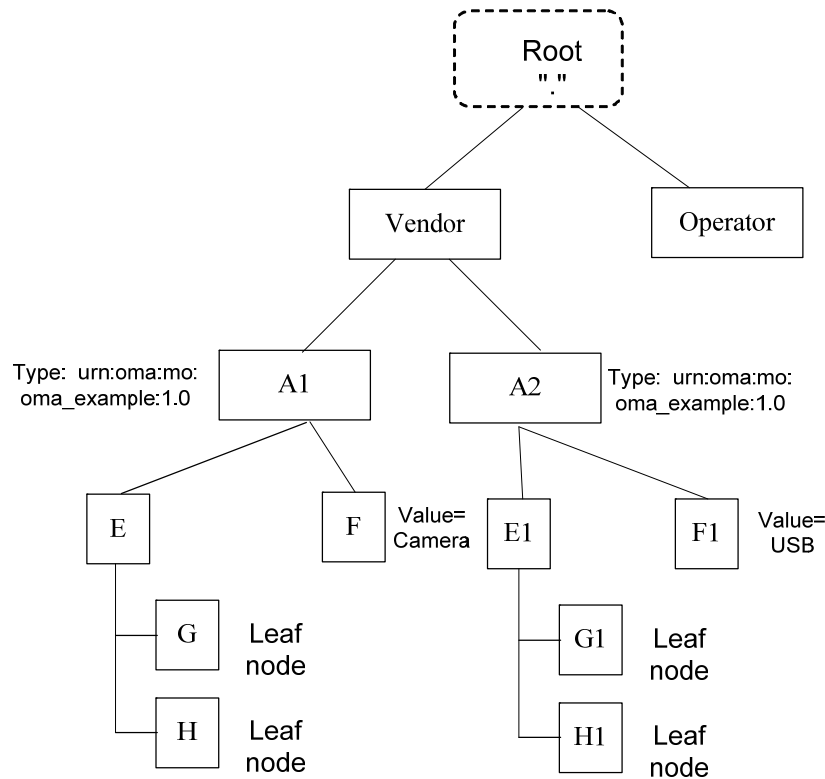 Root
"."
Vendor
Operator
Type: urn:oma:mo:
oma_example:1.0
A1
A2
Type: urn:oma:mo:
oma_example:1.0
E
F
Value=
Camera
E1
F1
Value=
USB
G
Leaf
node
G1
Leaf
node
H
Leaf
node
H1
Leaf
node